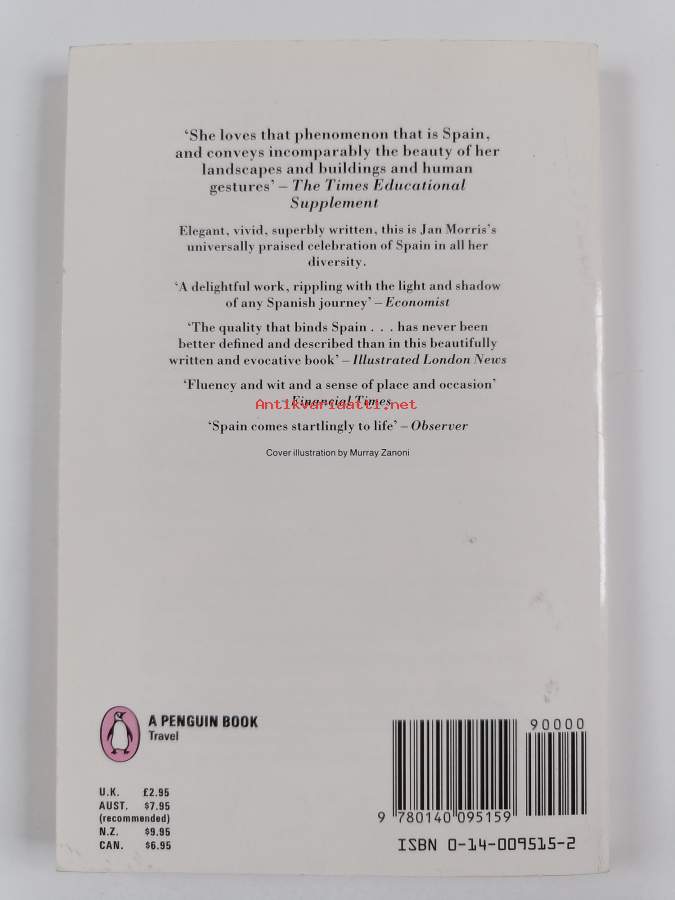 ‘She loves that phenomenon that is Spain,
and conveys incomparably the beauty of her
landscapes and buildings and human
gestures’ – The Times Educational
Supplement
Elegant, vivid, superbly written, this is Jan Morris’s
universally praised celebration of Spain in all her
diversity.
‘A delightful work, rippling with the light and shadow
of any Spanish journey’ – Economist
‘The quality that binds Spain . . . has never been
better defined and described than in this beautifully
written and evocative book’ – Illustrated London News
‘Fluency and wit and a sense of place and occasion’
– Financial Times
Antikvariaatti.net
‘Spain comes startlingly to life’ – Observer
Cover illustration by Murray Zanoni
A PENGUIN BOOK
Travel
U.K. £2.95
AUST. $7.95
(recommended)
N.Z. $9.95
CAN. $6.95
90000
9 780140 095159
ISBN 0-14-009515-2